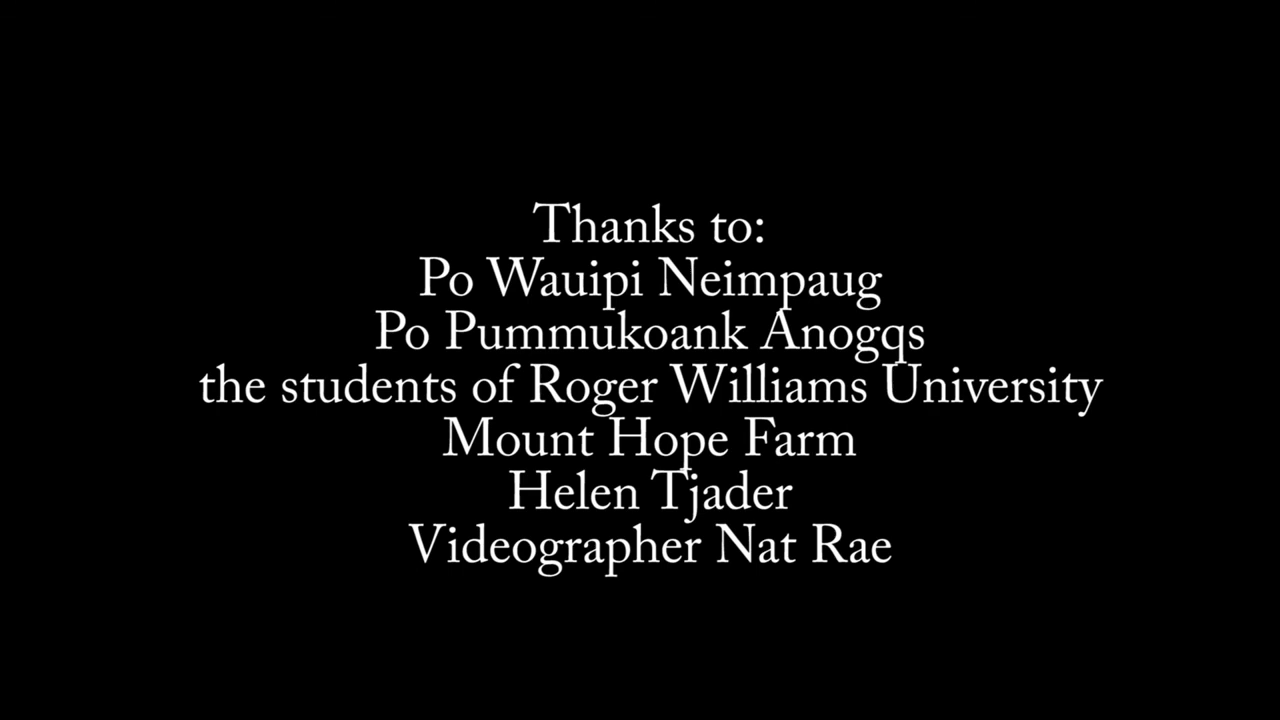 Thanks to:
Po Wauipi Neimpaug
Po Pummukoank Anogqs
the students of Roger Williams University
Mount Hope Farm
Helen Tjader
Videographer Nat Rae